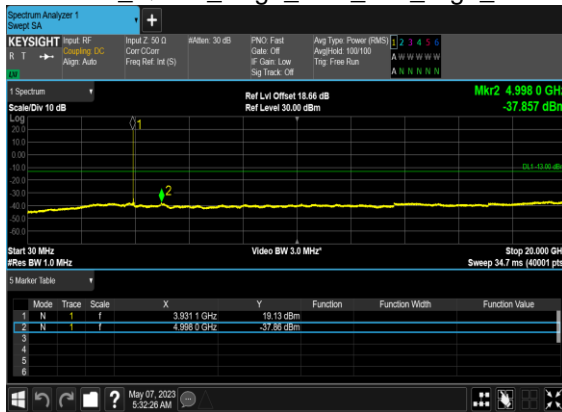 Spectrum Analyzer 1
Swept SA
+
KEYSIGHT Input: RF Input Z: 50 Ω #Atten: 30 dB PNO: Fast Avg Type: Power (RMS) 1 2 3 4 5 6
R T Coupling: DC Corr CCorr Gate: Off Avg|Hold: 100/100 A W W W W W
Align: Auto Freq Ref: Int (S) IF Gain: Low Trig: Free Run
Sig Track: Off A N N N N N
1 Spectrum Ref Lvl Offset 18.66 dB Mkr2 4.998 0 GHz
Scale/Div 10 dB Ref Level 30.00 dBm -37.857 dBm
Log
20.0 1
10.0
0.00
-10.0 DL1 -13.00 dBm
-20.0
-30.0 2
-40.0
-50.0
-60.0
Start 30 MHz Video BW 3.0 MHz* Stop 20.000 GHz
#Res BW 1.0 MHz Sweep 34.7 ms (40001 pts)
5 Marker Table
Mode Trace Scale X Y Function Function Width Function Value
1 N 1 f 3.931 1 GHz 19.13 dBm
2 N 1 f 4.998 0 GHz -37.86 dBm
3
4
5
6
? May 07, 2023
5:32:26 AM